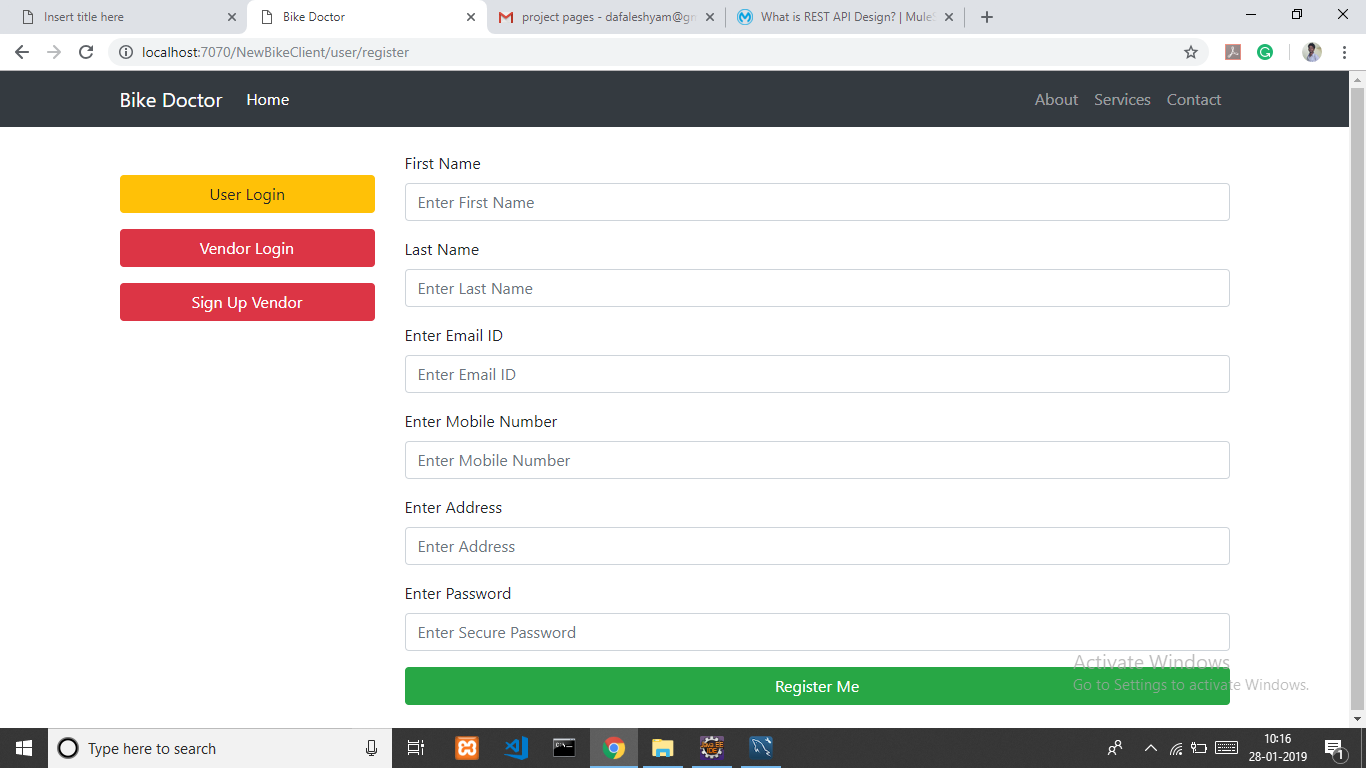 Insert title here
Bike Doctor
project pages - dafaleshyam@gm
What is REST API Design? | MuleS
localhost:7070/NewBikeClient/user/register
Bike Doctor Home About Services Contact
User Login
Vendor Login
Sign Up Vendor
First Name
Enter First Name
Last Name
Enter Last Name
Enter Email ID
Enter Email ID
Enter Mobile Number
Enter Mobile Number
Enter Address
Enter Address
Enter Password
Enter Secure Password
Register Me
Activate Windows
Go to Settings to activate Windows.
Type here to search
10:16
28-01-2019
1